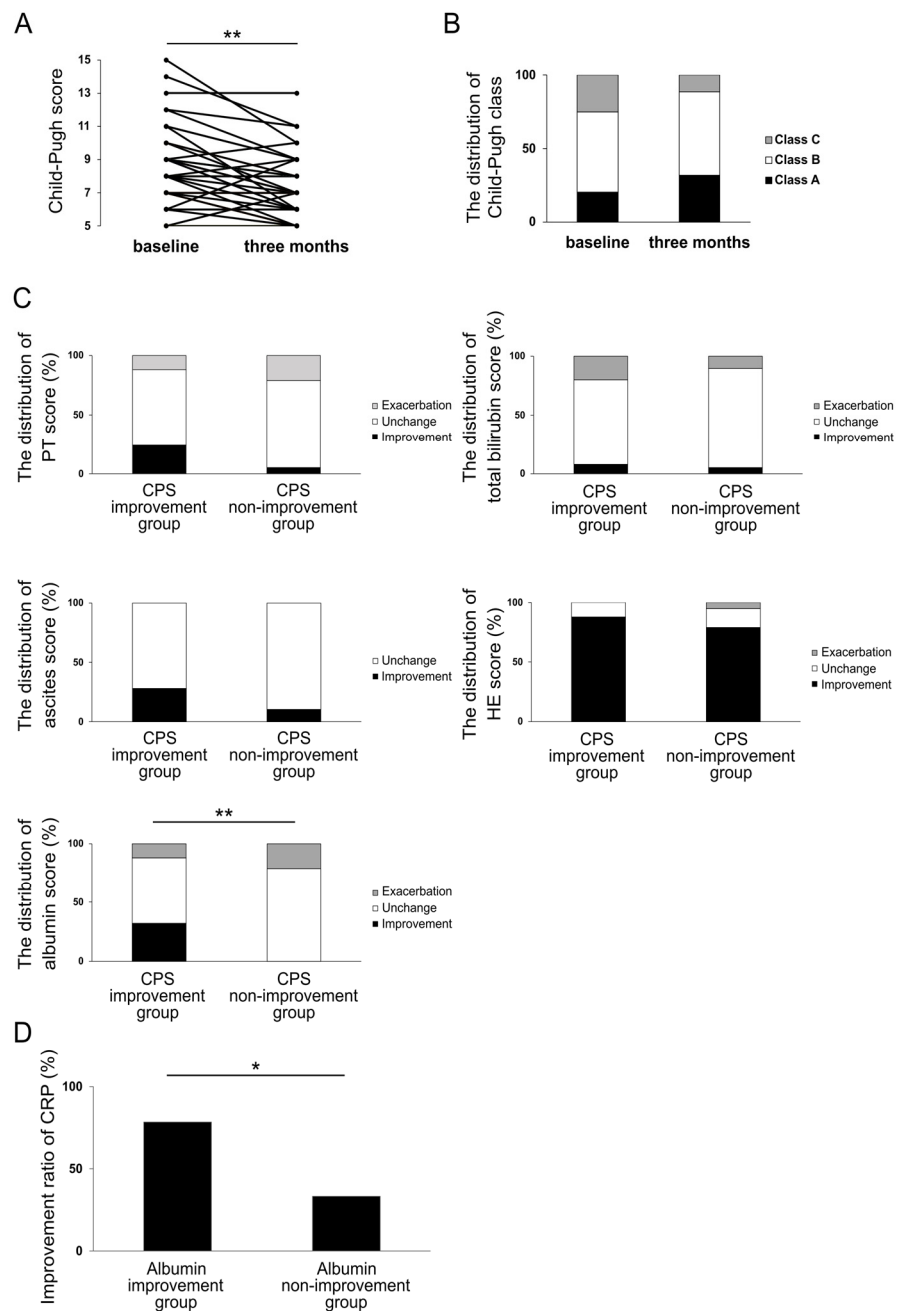 A
**
Child-Pugh score
15
13
11
9
7
5
baseline
three months
B
The distribution of
Child-Pugh class
100
50
0
baseline
three months
Class C
Class B
Class A
C
The distribution of
PT score (%)
100
50
0
CPS
improvement
group
CPS
non-improvement
group
Exacerbation
Unchange
Improvement
The distribution of
total bilirubin score (%)
100
50
0
CPS
improvement
group
CPS
non-improvement
group
Exacerbation
Unchange
Improvement
The distribution of
ascites score (%)
100
50
0
CPS
improvement
group
CPS
non-improvement
group
Unchange
Improvement
The distribution of
HE score (%)
100
50
0
CPS
improvement
group
CPS
non-improvement
group
Exacerbation
Unchange
Improvement
**
The distribution of
albumin score (%)
100
50
0
CPS
improvement
group
CPS
non-improvement
group
Exacerbation
Unchange
Improvement
D
*
Improvement ratio of CRP (%)
100
50
0
Albumin
improvement
group
Albumin
non-improvement
group